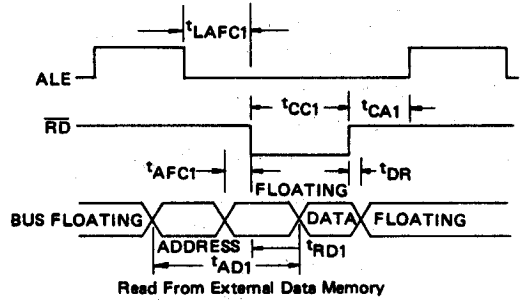 tLAFC1
ALE
tCC1 tCA1
RD
tAFC1 tDR
FLOATING
BUS FLOATING DATA FLOATING
ADDRESS tRD1
tAD1
Read From External Data Memory